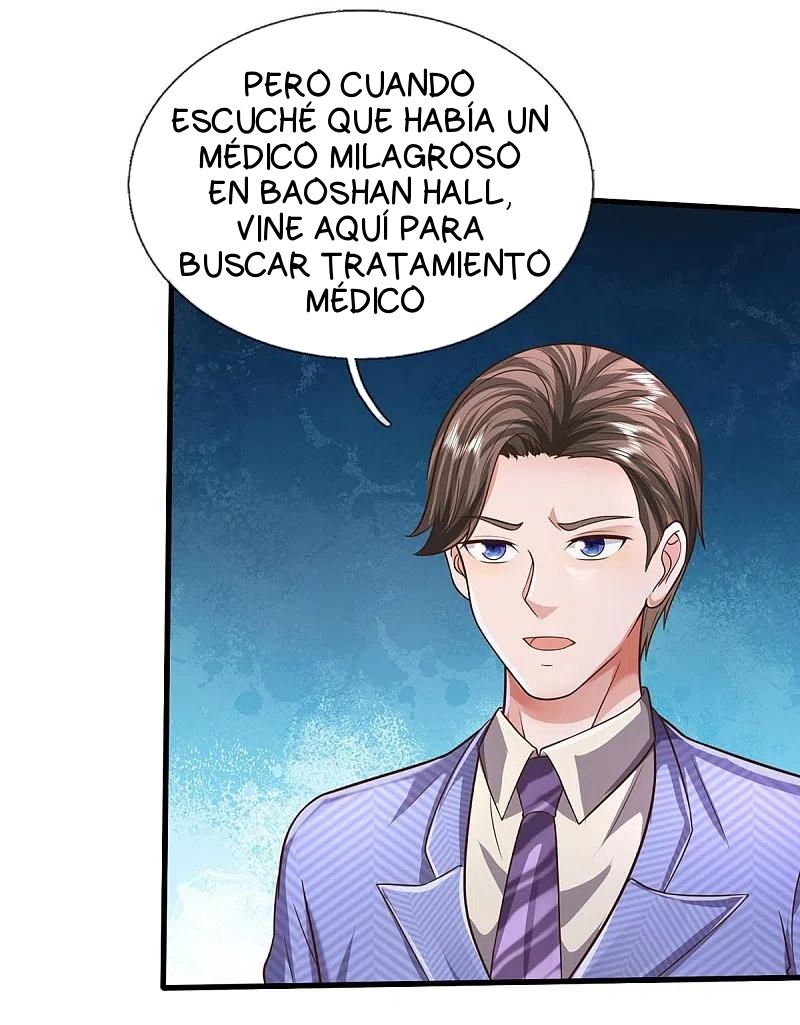 PERO CUANDO
ESCUCHÉ QUE HABÍA UN
MÉDICO MILAGROSO
EN BAOSHAN HALL,
VINE AQUÍ PARA
BUSCAR TRATAMIENTO
MÉDICO